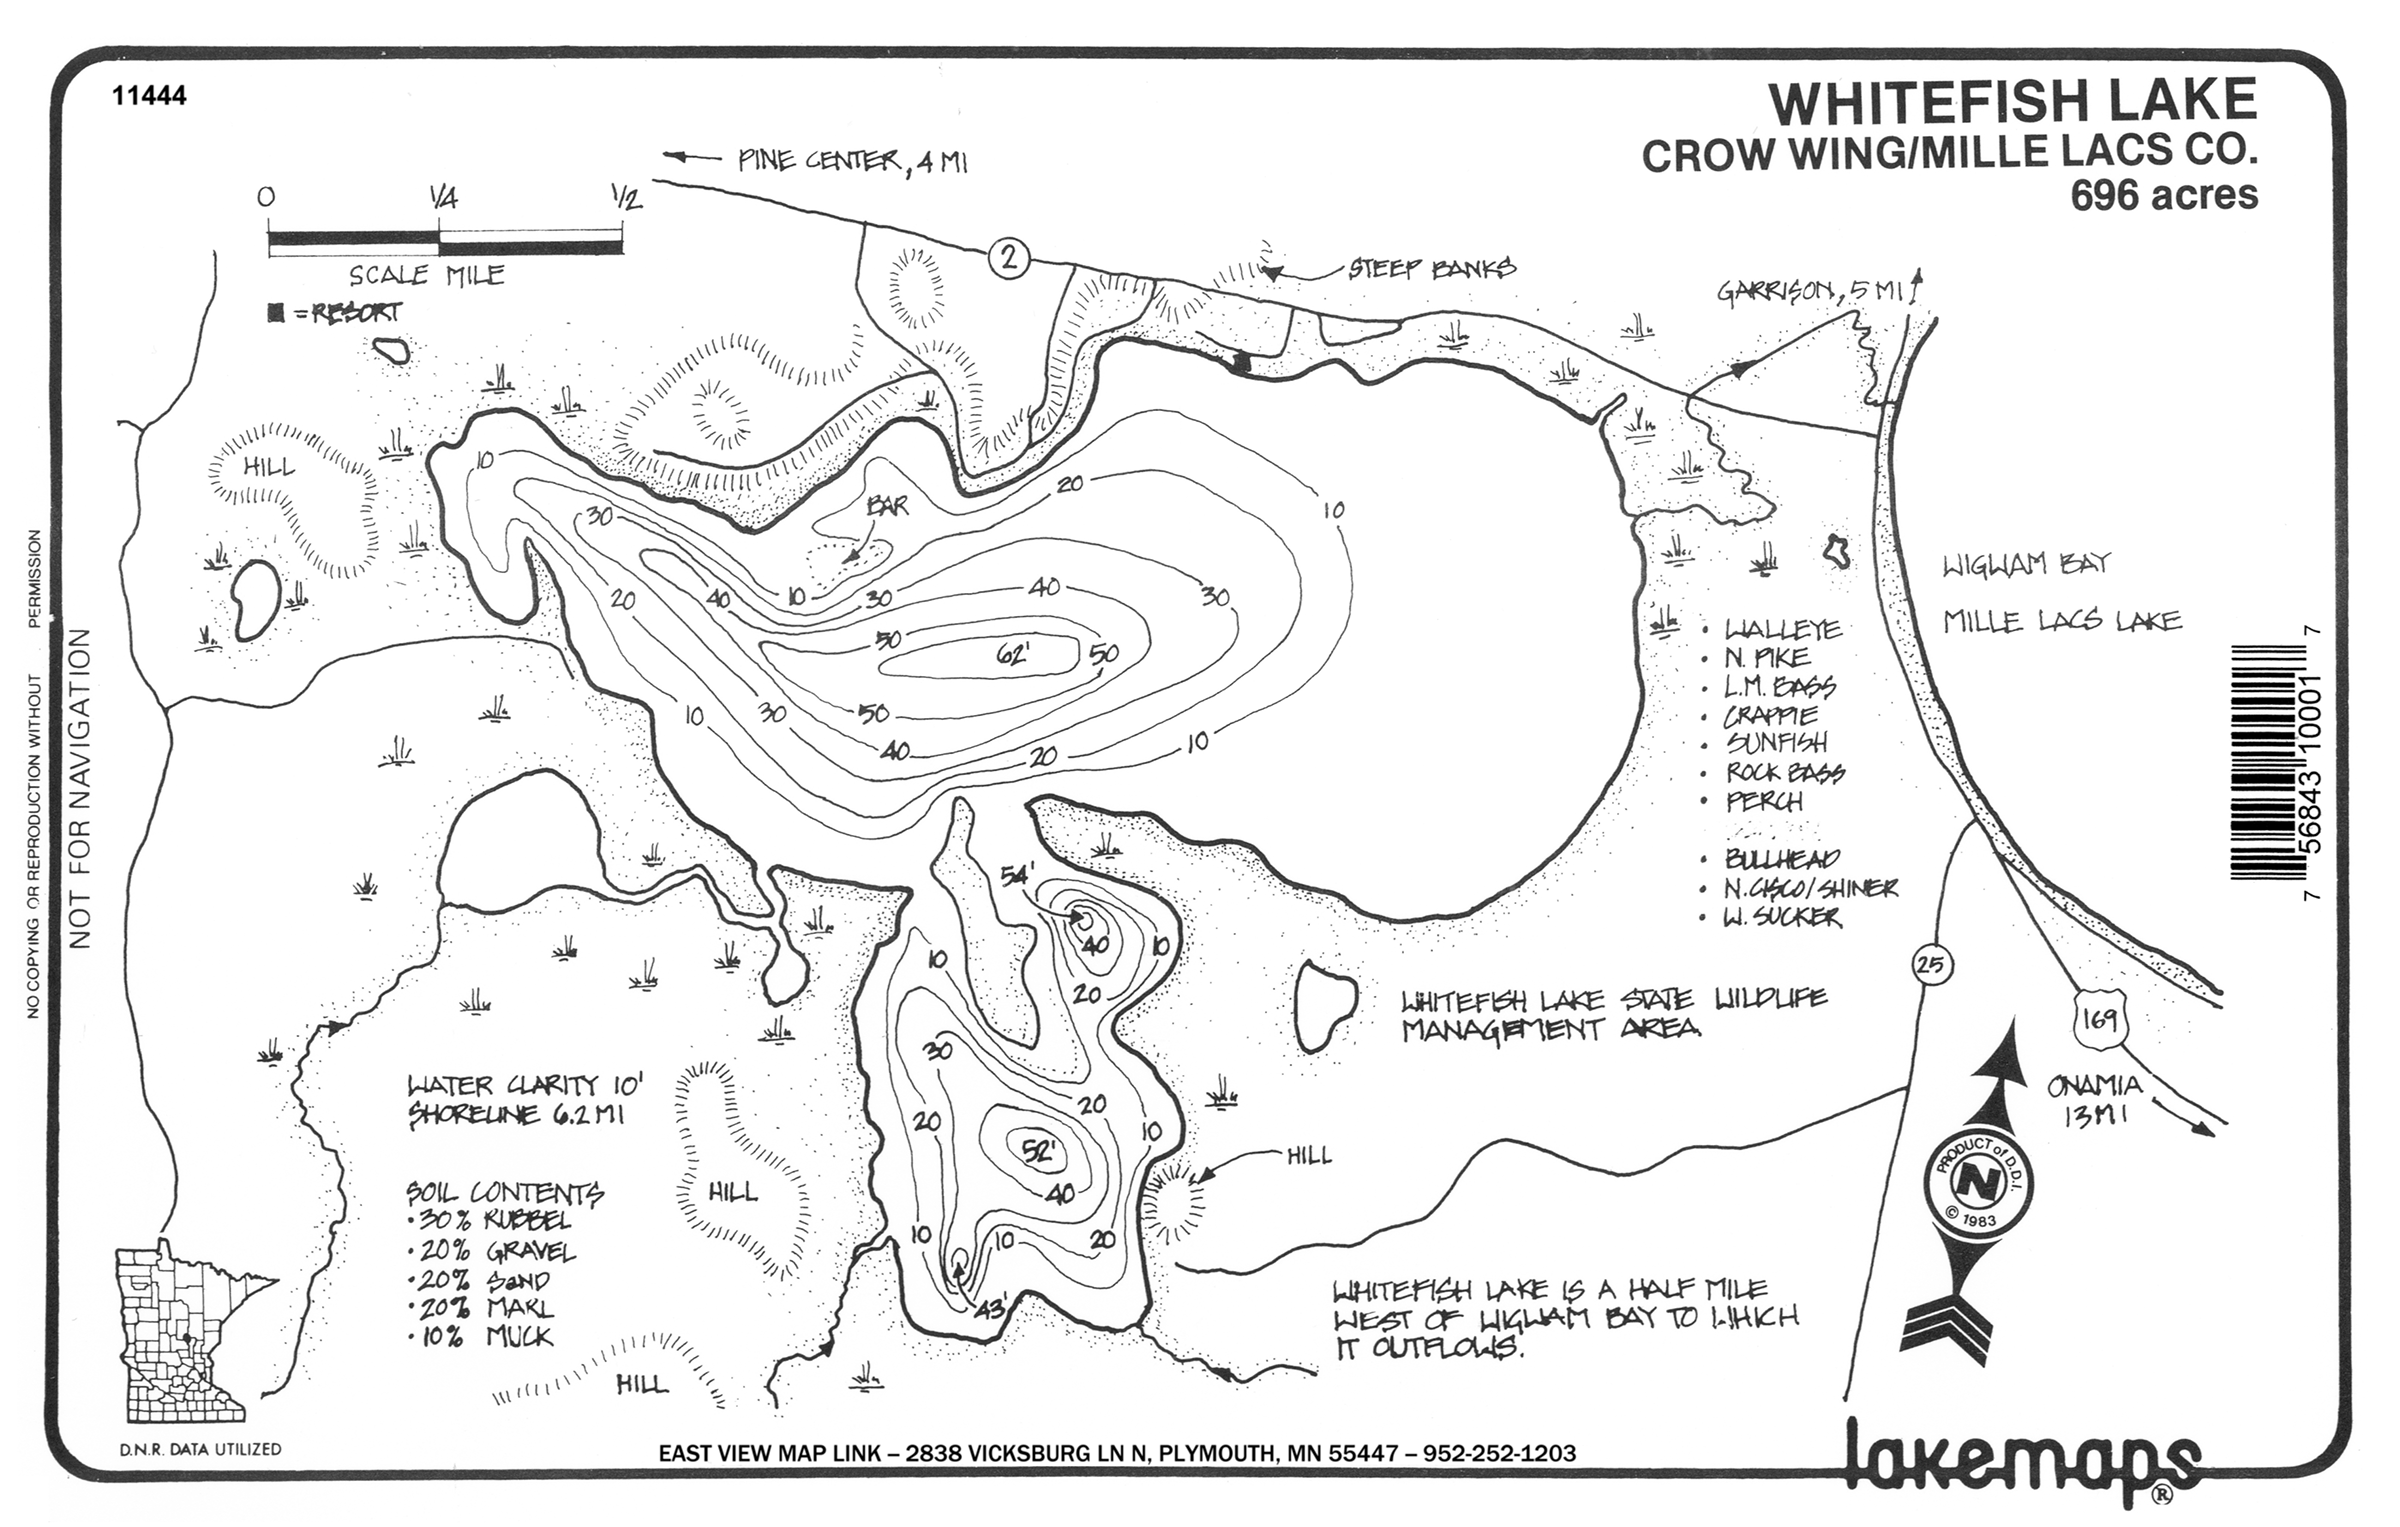 11444
WHITEFISH LAKE
CROW WING/MILLE LACS CO.
696 acres
PINE CENTER, 4 MI
0 1/4 1/2
SCALE MILE
= RESORT
2
STEEP BANKS
GARRISON, 5 MI
HILL
10
20
10
BAR
30
20
40
10
30
40
30
50
62'
50
10
30
50
40
20
10
WIGWAM BAY
MILLE LACS LAKE
• WALLEYE
• N. PIKE
• L.M. BASS
• CRAPPIE
• SUNFISH
• ROCK BASS
• PERCH
• BULLHEAD
• N. CISCO/SHINER
• W. SUCKER
54'
40
10
20
10
30
20
20
10
52'
40
10
10
20
43'
25
169
ONAMIA
13 MI
WHITEFISH LAKE STATE WILDLIFE
MANAGEMENT AREA
HILL
WATER CLARITY 10'
SHORELINE 6.2 MI
SOIL CONTENTS
• 30% RUBBEL
• 20% GRAVEL
• 20% SAND
• 20% MARL
• 10% MUCK
HILL
HILL
WHITEFISH LAKE IS A HALF MILE
WEST OF WIGWAM BAY TO WHICH
IT OUTFLOWS.
PRODUCT of D.D.I.
N
© 1983
D.N.R. DATA UTILIZED
EAST VIEW MAP LINK – 2838 VICKSBURG LN N, PLYMOUTH, MN 55447 – 952-252-1203
lakemaps®
NOT FOR NAVIGATION
NO COPYING OR REPRODUCTION WITHOUT PERMISSION
7 56843 10001 7